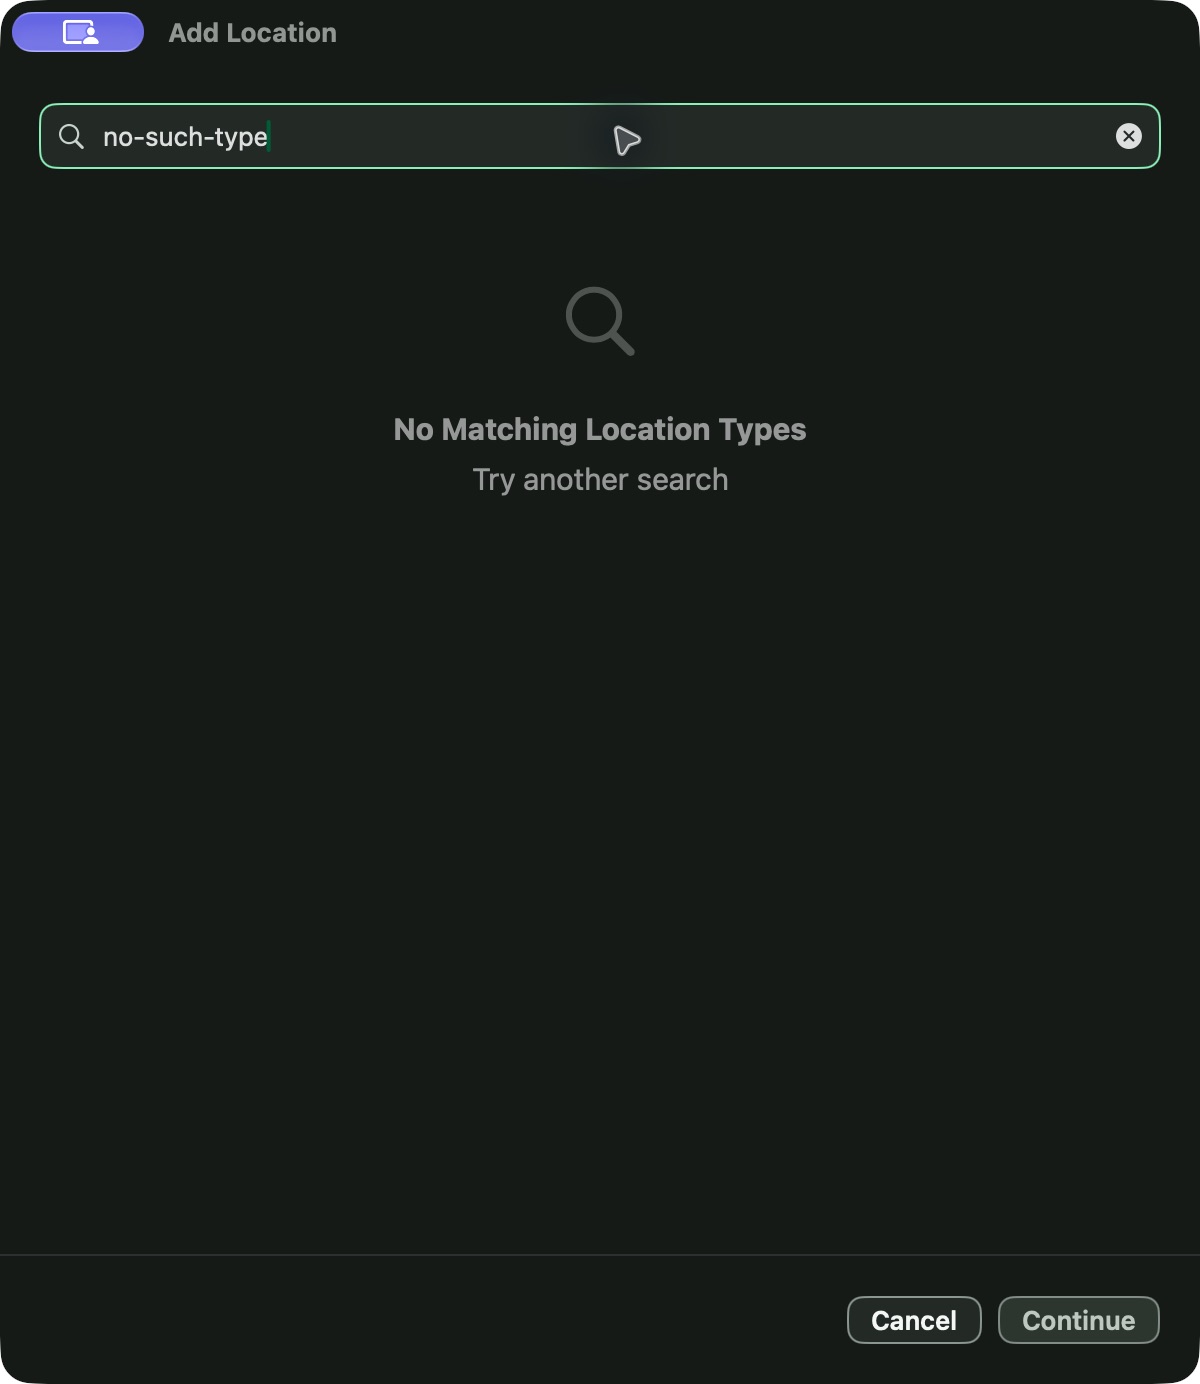 Add Location
no-such-type
No Matching Location Types
Try another search
Cancel
Continue